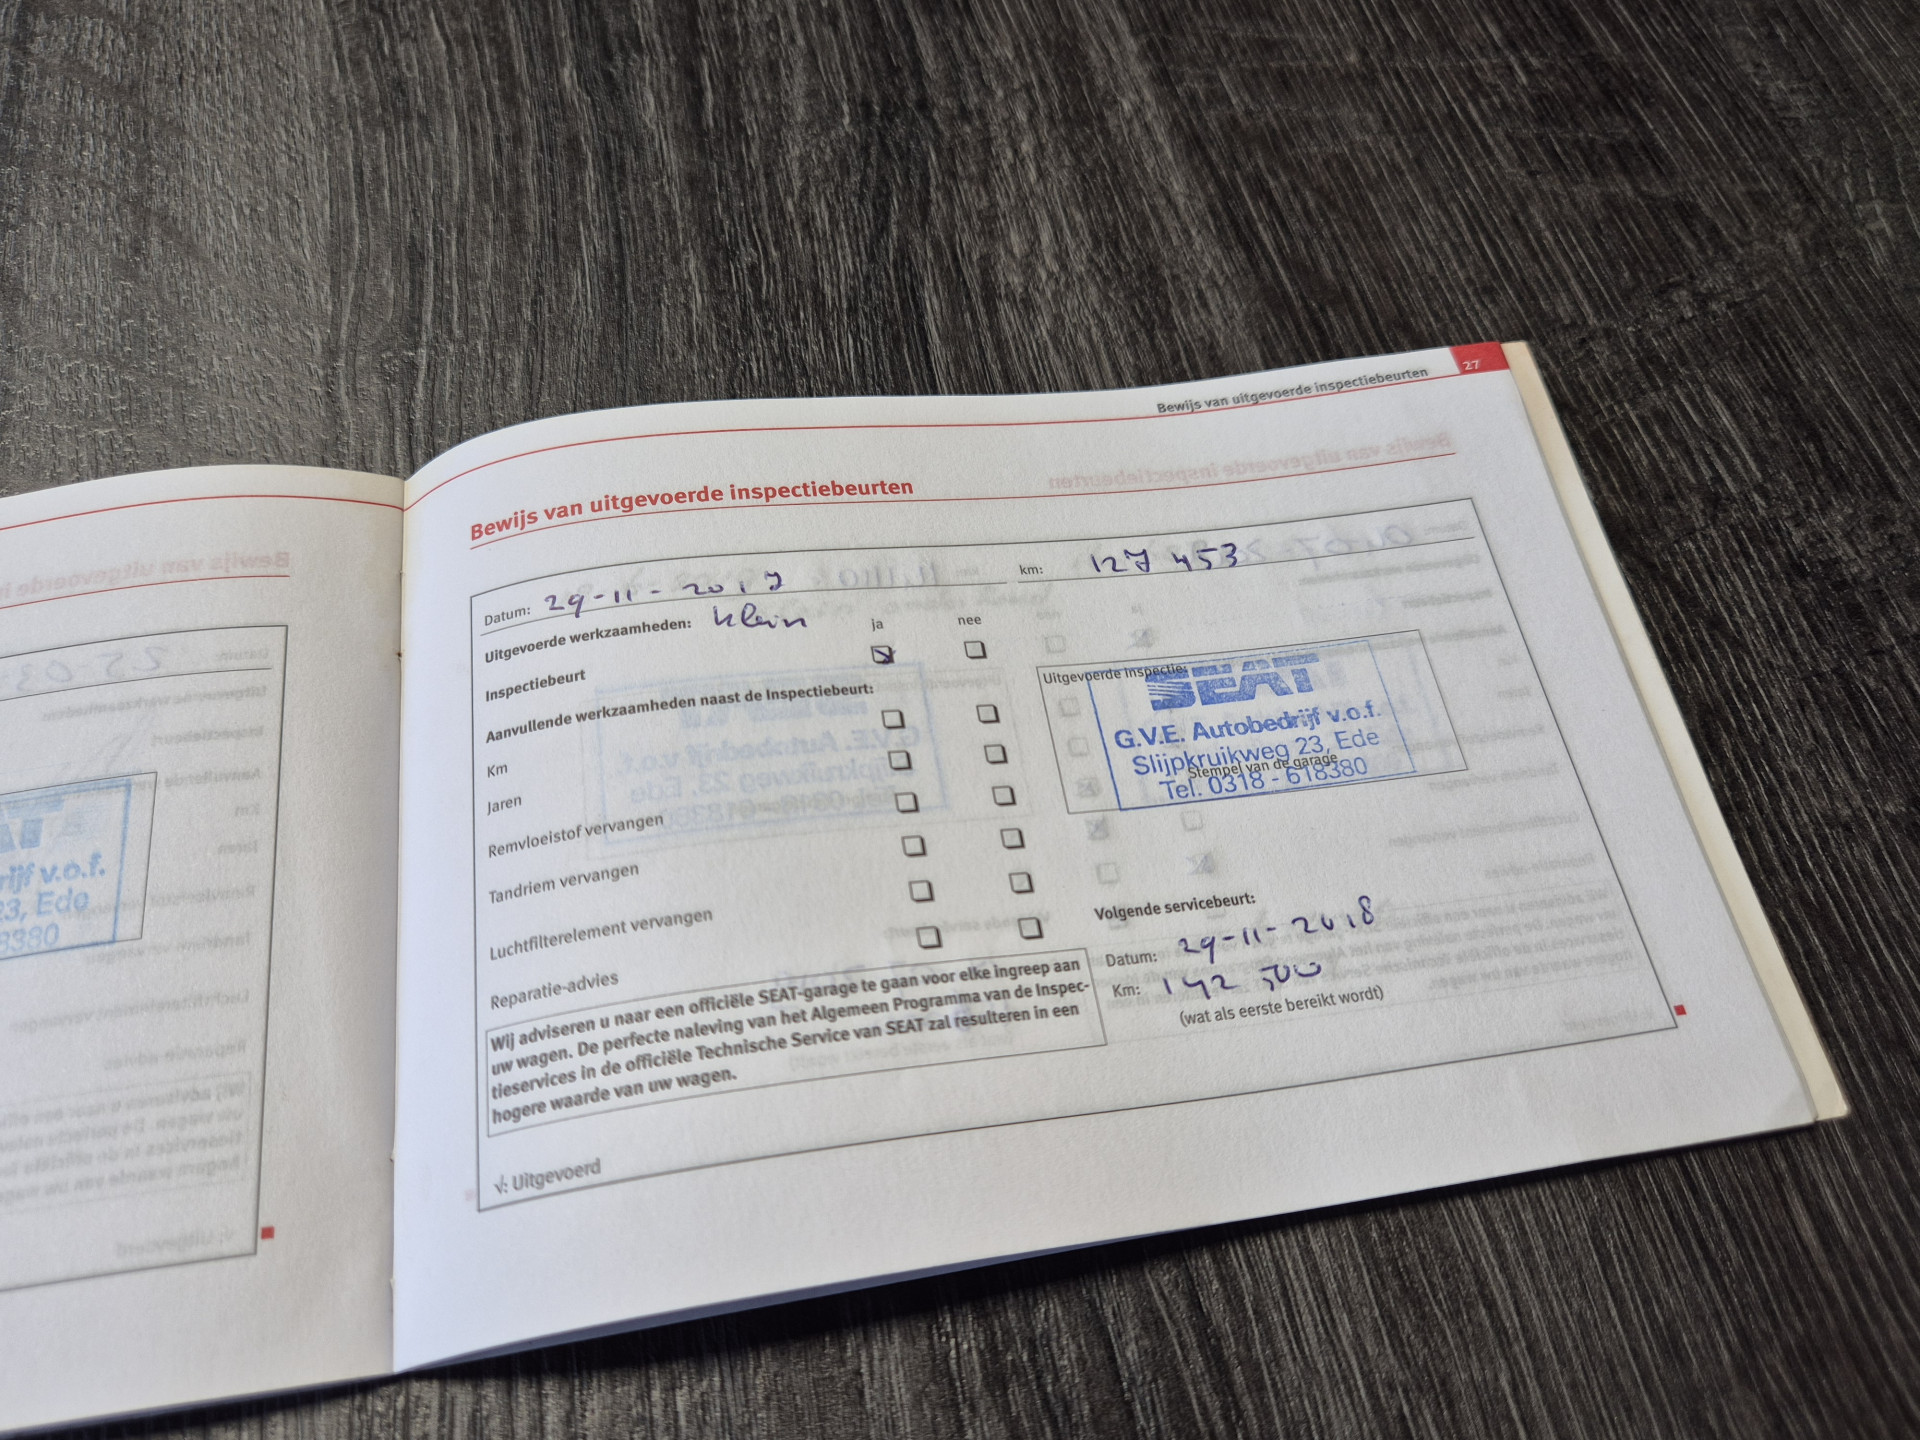 Bewijs van uitgevoerde inspectiebeurten 27
Bewijs van uitgevoerde inspectiebeurten
Datum: 29-11-2017 km: 127 453
Uitgevoerde werkzaamheden: klein
ja nee
Inspectiebeurt
Aanvullende werkzaamheden naast de Inspectiebeurt:
Km
Jaren
Remvloeistof vervangen
Tandriem vervangen
Luchtfilterelement vervangen
Reparatie-advies
Uitgevoerde inspectie:
SEAT
G.V.E. Autobedrijf v.o.f.
Slijpkruikweg 23, Ede
Stempel van de garage
Tel. 0318 - 618380
Volgende servicebeurt:
Datum: 29-11-2018
Km: 142 500
(wat als eerste bereikt wordt)
Wij adviseren u naar een officiële SEAT-garage te gaan voor elke ingreep aan
uw wagen. De perfecte naleving van het Algemeen Programma van de Inspec-
tieservices in de officiële Technische Service van SEAT zal resulteren in een
hogere waarde van uw wagen.
√: Uitgevoerd